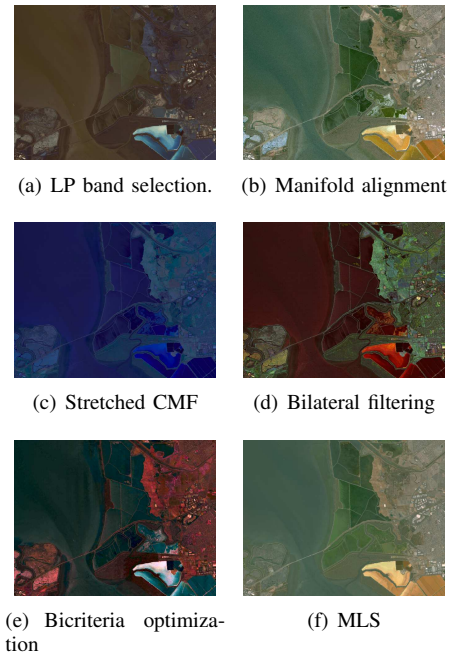 (a) LP band selection.
(b) Manifold alignment
(c) Stretched CMF
(d) Bilateral filtering
(e) Bicriteria optimiza-
tion
(f) MLS